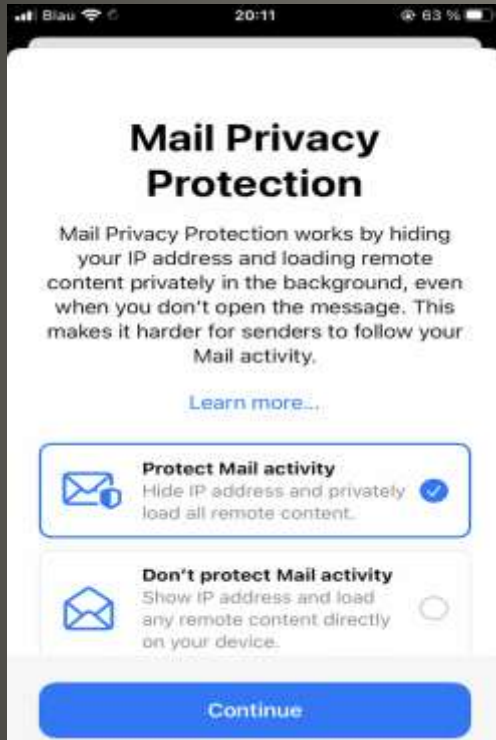 Blau
20:11
63 %
Mail Privacy
Protection
Mail Privacy Protection works by hiding
your IP address and loading remote
content privately in the background, even
when you don't open the message. This
makes it harder for senders to follow your
Mail activity.
Learn more...
Protect Mail activity
Hide IP address and privately
load all remote content.
Don't protect Mail activity
Show IP address and load
any remote content directly
on your device.
Continue